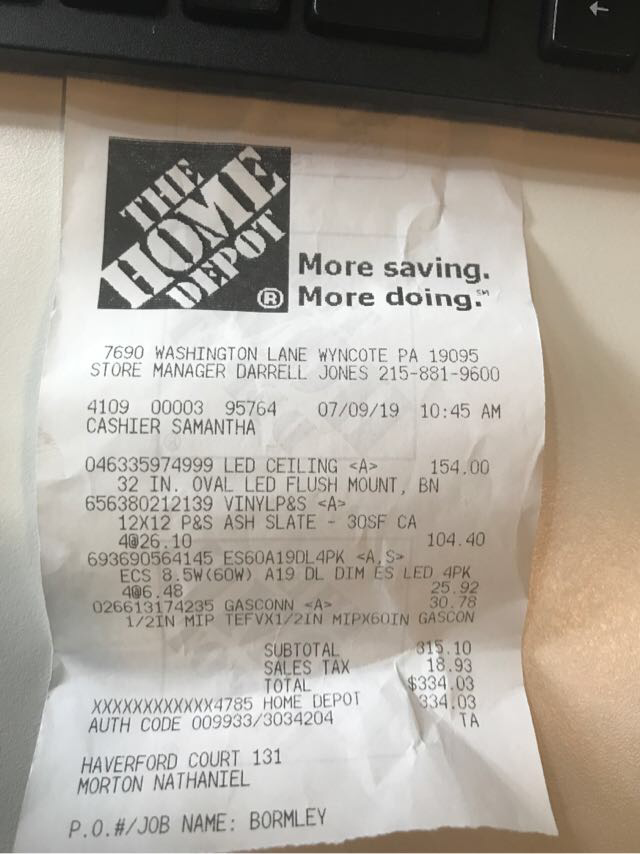 THE
HOME
DEPOT
®
More saving.
More doing.℠
7690 WASHINGTON LANE WYNCOTE PA 19095
STORE MANAGER DARRELL JONES 215-881-9600
4109 00003 95764 07/09/19 10:45 AM
CASHIER SAMANTHA
046335974999 LED CEILING <A> 154.00
32 IN. OVAL LED FLUSH MOUNT, BN
656380212139 VINYLP&S <A>
12X12 P&S ASH SLATE - 30SF CA
4@26.10 104.40
693690564145 ES60A19DL4PK <A,S>
ECS 8.5W(60W) A19 DL DIM ES LED 4PK
4@6.48 25.92
026613174235 GASCONN <A> 30.78
1/2IN MIP TEFVX1/2IN MIPX60IN GASCON
SUBTOTAL 315.10
SALES TAX 18.93
TOTAL $334.03
XXXXXXXXXXXX4785 HOME DEPOT 334.03
AUTH CODE 009933/3034204 TA
HAVERFORD COURT 131
MORTON NATHANIEL
P.O.#/JOB NAME: BORMLEY